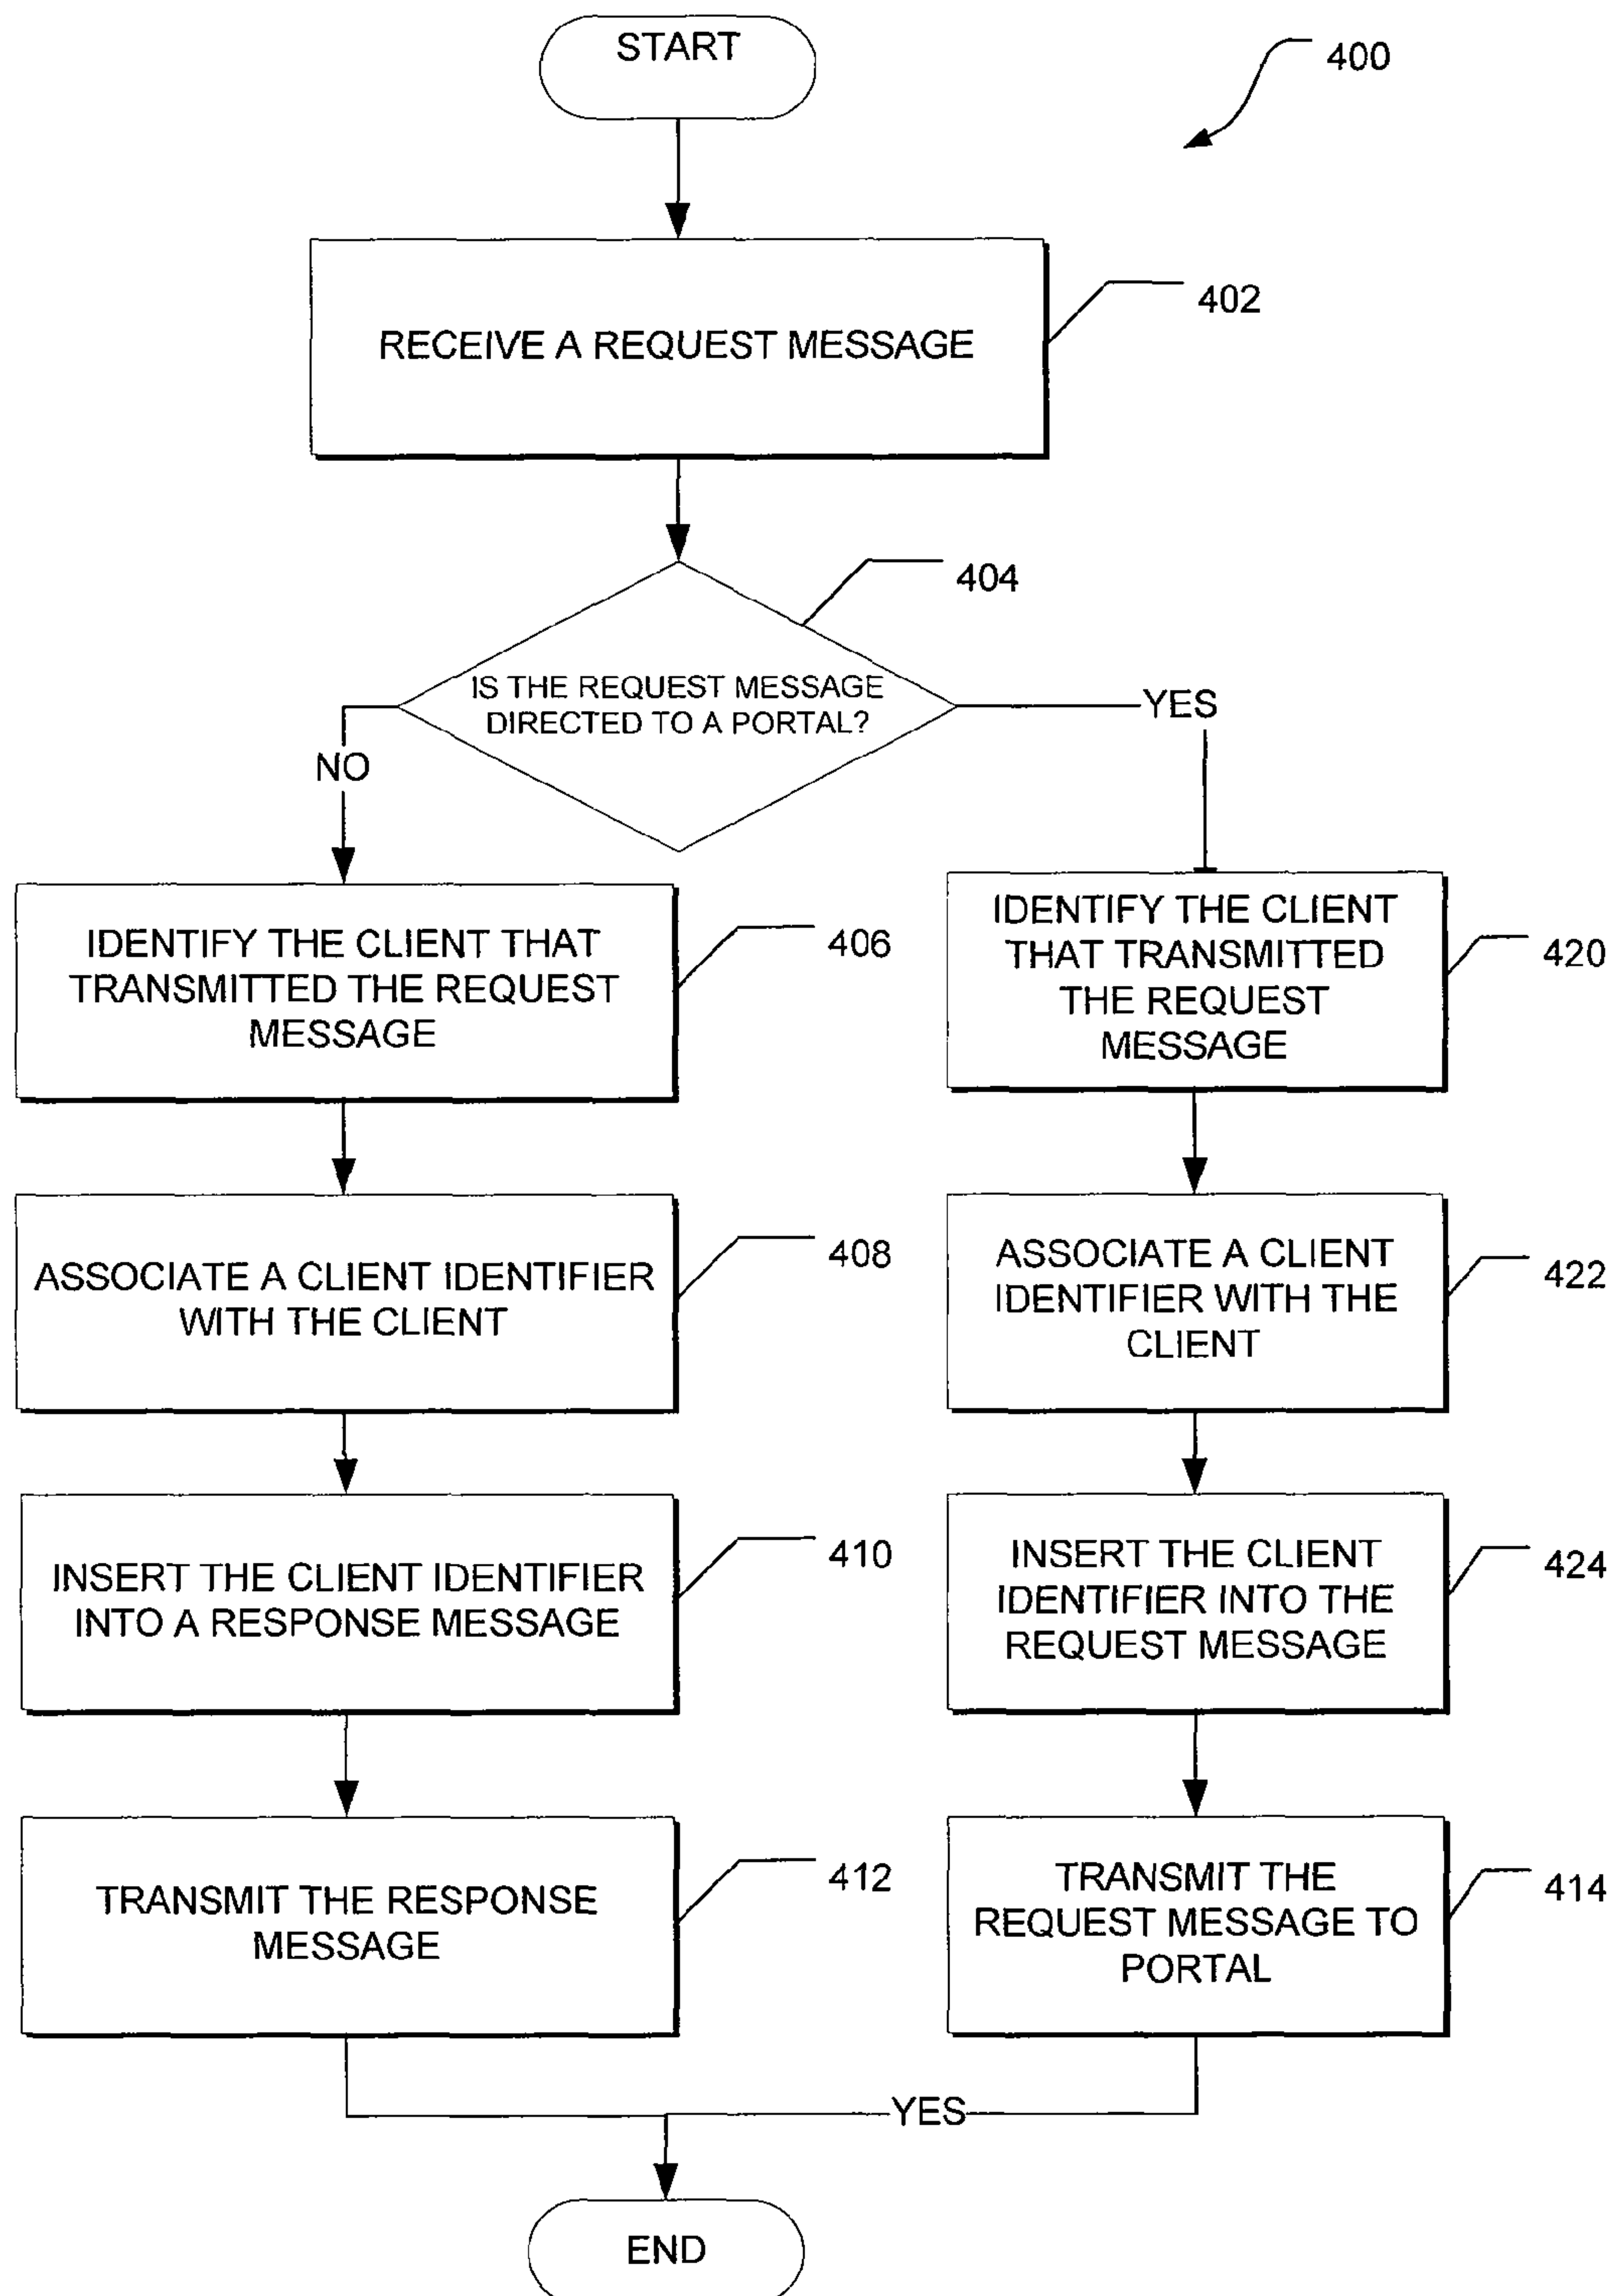 START
400
RECEIVE A REQUEST MESSAGE
402
404
IS THE REQUEST MESSAGE
DIRECTED TO A PORTAL?
YES
NO
IDENTIFY THE CLIENT THAT
TRANSMITTED THE REQUEST
MESSAGE
406
IDENTIFY THE CLIENT
THAT TRANSMITTED
THE REQUEST
MESSAGE
420
ASSOCIATE A CLIENT IDENTIFIER
WITH THE CLIENT
408
ASSOCIATE A CLIENT
IDENTIFIER WITH THE
CLIENT
422
INSERT THE CLIENT IDENTIFIER
INTO A RESPONSE MESSAGE
410
INSERT THE CLIENT
IDENTIFIER INTO THE
REQUEST MESSAGE
424
TRANSMIT THE RESPONSE
MESSAGE
412
TRANSMIT THE
REQUEST MESSAGE TO
PORTAL
414
YES
END